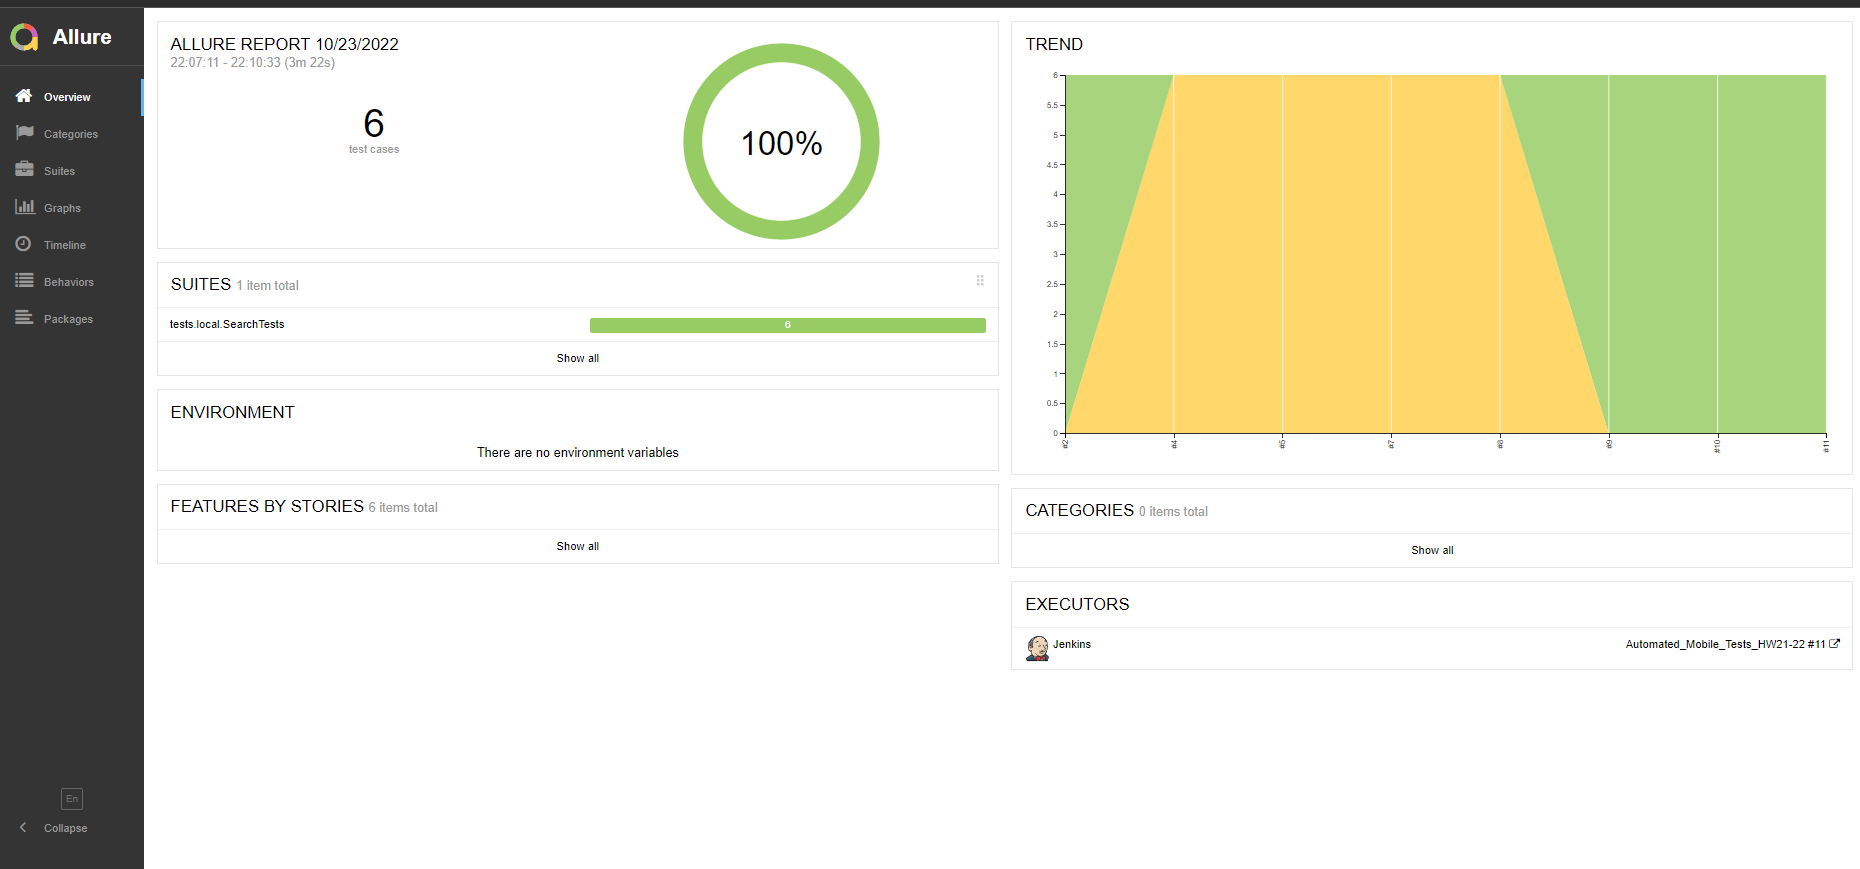 Allure
Overview
Categories
Suites
Graphs
Timeline
Behaviors
Packages
En
Collapse
ALLURE REPORT 10/23/2022
22:07:11 - 22:10:33 (3m 22s)
6
test cases
100%
SUITES 1 item total
tests.local.SearchTests
6
Show all
ENVIRONMENT
There are no environment variables
FEATURES BY STORIES 6 items total
Show all
TREND
6
5.5
5
4.5
4
3.5
3
2.5
2
1.5
1
0.5
0
#2
#4
#5
#7
#8
#9
#10
#11
CATEGORIES 0 items total
Show all
EXECUTORS
Jenkins
Automated_Mobile_Tests_HW21-22 #11